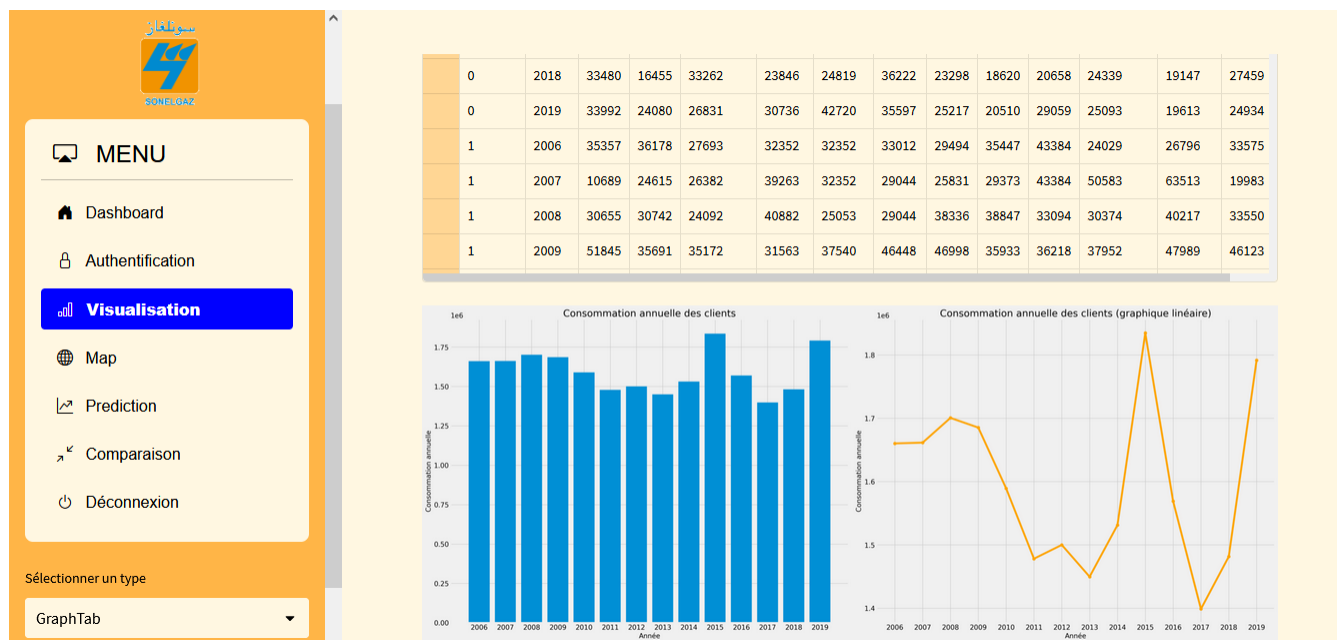 سونلغاز
SONELGAZ
MENU
Dashboard
Authentification
Visualisation
Map
Prediction
Comparaison
Déconnexion
Sélectionner un type
GraphTab
0 2018 33480 16455 33262 23846 24819 36222 23298 18620 20658 24339 19147 27459
0 2019 33992 24080 26831 30736 42720 35597 25217 20510 29059 25093 19613 24934
1 2006 35357 36178 27693 32352 32352 33012 29494 35447 43384 24029 26796 33575
1 2007 10689 24615 26382 39263 32352 29044 25831 29373 43384 50583 63513 19983
1 2008 30655 30742 24092 40882 25053 29044 38336 38847 33094 30374 40217 33550
1 2009 51845 35691 35172 31563 37540 46448 46998 35933 36218 37952 47989 46123
Consommation annuelle des clients
1e6
1.75
1.50
1.25
1.00
0.75
0.50
0.25
0.00
Consommation annuelle
2006 2007 2008 2009 2010 2011 2012 2013 2014 2015 2016 2017 2018 2019
Année
Consommation annuelle des clients (graphique linéaire)
1e6
1.8
1.7
1.6
1.5
1.4
Consommation annuelle
2006 2007 2008 2009 2010 2011 2012 2013 2014 2015 2016 2017 2018 2019
Année